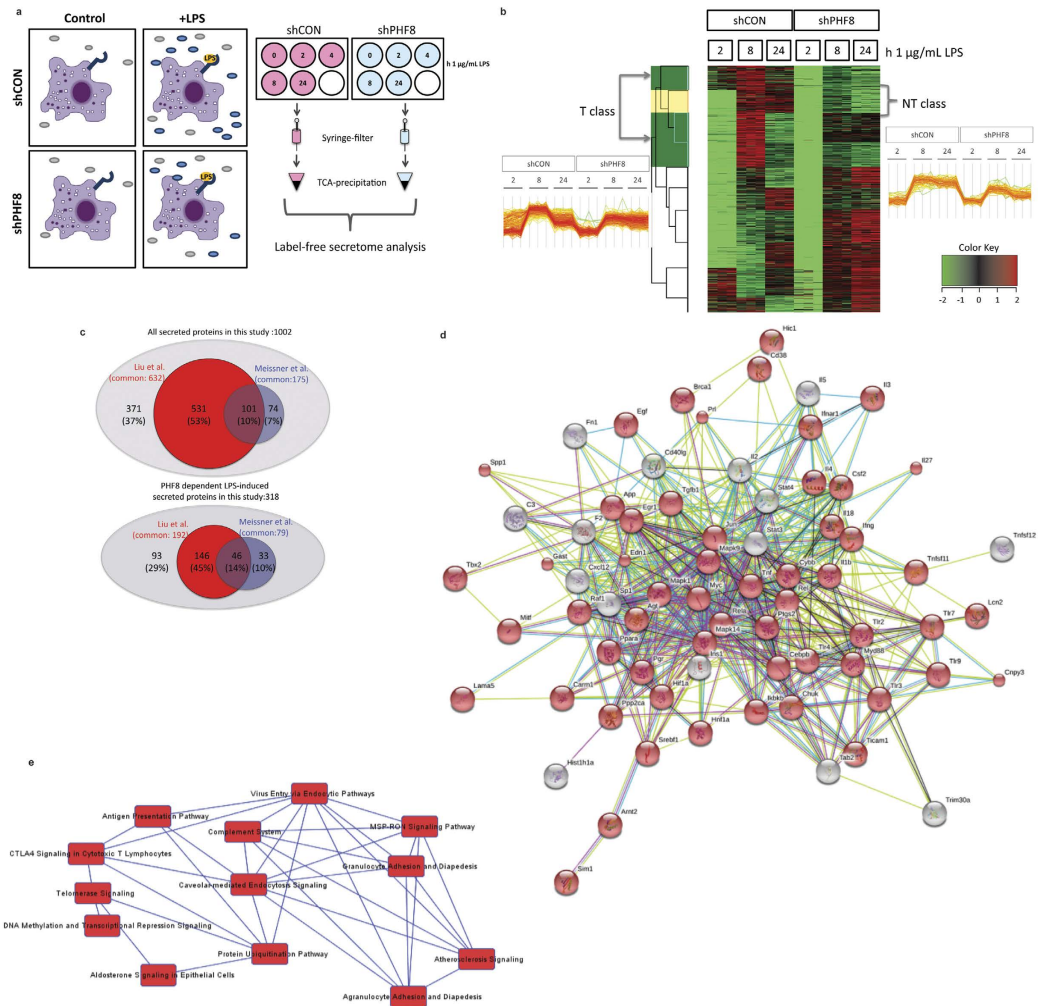 a
Control
+LPS
shCON
shPHF8
LPS
LPS
shCON
shPHF8
0
2
4
0
2
4
h 1 µg/mL LPS
8
24
8
24
Syringe-filter
TCA-precipitation
Label-free secretome analysis
b
shCON
shPHF8
2
8
24
2
8
24
h 1 µg/mL LPS
T class
NT class
shCON
shPHF8
2
8
24
2
8
24
shCON
shPHF8
2
8
24
2
8
24
Color Key
-2
-1
0
1
2
c
All secreted proteins in this study :1002
Liu et al.
(common: 632)
Meissner et al.
(common:175)
371
(37%)
531
(53%)
101
(10%)
74
(7%)
PHF8 dependent LPS-induced
secreted proteins in this study:318
Liu et al.
(common: 192)
Meissner et al.
(common:79)
93
(29%)
146
(45%)
46
(14%)
33
(10%)
d
Hic1
Cd38
Il5
Il3
Brca1
Ifnar1
Prl
Egf
Fn1
Cd40lg
Il2
Il4
Csf2
Il27
Spp1
Stat4
App
Tgfb1
Egr1
Il18
C3
F2
Jun
Stat3
Ifng
Tnfsf12
Edn1
Mapk9
Gast
Cybb
Il1b
Tnfsf11
Tbx2
Cxcl12
Sp1
Mapk1
Tnf
Rel
Raf1
Myc
Agt
Rela
Ptgs2
Tlr7
Lcn2
Mitf
Mapk14
Tlr2
Ppara
Tlr4
Myd88
Pgr
Ins1
Cebpb
Tlr9
Cnpy3
Lama5
Carm1
Hif1a
Ikbkb
Chuk
Tlr3
Ppp2ca
Hnf1a
Srebf1
Ticam1
Hist1h1a
Tab2
Trim30a
Arnt2
Sim1
e
Virus Entry via Endocytic Pathways
Antigen Presentation Pathway
Complement System
MSP-RON Signaling Pathway
CTLA4 Signaling in Cytotoxic T Lymphocytes
Granulocyte Adhesion and Diapedesis
Caveolar-mediated Endocytosis Signaling
Telomerase Signaling
DNA Methylation and Transcriptional Repression Signaling
Protein Ubiquitination Pathway
Atherosclerosis Signaling
Aldosterone Signaling in Epithelial Cells
Agranulocyte Adhesion and Diapedesis